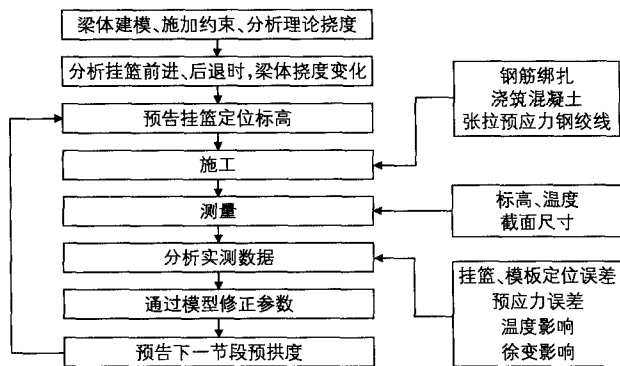 梁体建模、施加约束、分析理论挠度
分析挂篮前进、后退时,梁体挠度变化
预告挂篮定位标高
施工
测量
分析实测数据
通过模型修正参数
预告下一节段预拱度
钢筋绑扎
浇筑混凝土
张拉预应力钢绞线
标高、温度
截面尺寸
挂篮、模板定位误差
预应力误差
温度影响
徐变影响